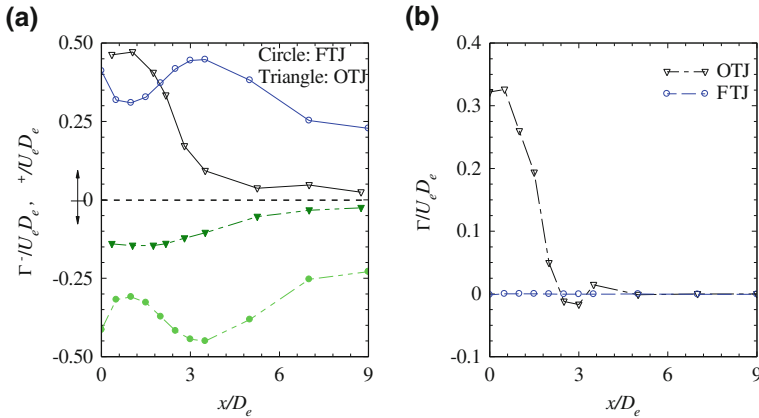 (a)
0.50
0.25
0
-0.25
-0.50
Γ⁻/UₑDₑ, ⁺/UₑDₑ
Circle: FTJ
Triangle: OTJ
0 3 6 9
x/Dₑ
(b)
0.4
0.3
0.2
0.1
0
-0.1
Γ/UₑDₑ
OTJ
FTJ
0 3 6 9
x/Dₑ